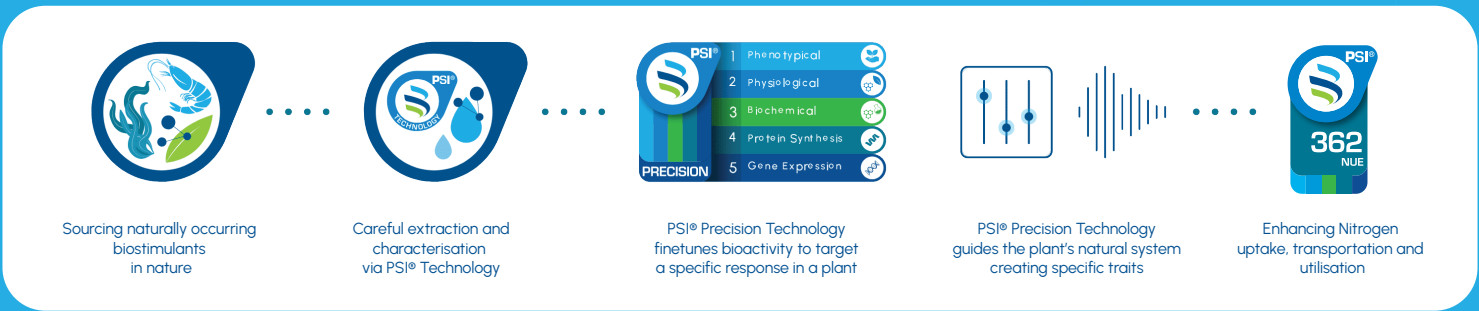 PSI®
TECHNOLOGY
PSI®
PRECISION
1 Phenotypical
2 Physiological
3 Biochemical
4 Protein Synthesis
5 Gene Expression
PSI®
362
NUE
Sourcing naturally occurring
biostimulants
in nature
Careful extraction and
characterisation
via PSI® Technology
PSI® Precision Technology
finetunes bioactivity to target
a specific response in a plant
PSI® Precision Technology
guides the plant's natural system
creating specific traits
Enhancing Nitrogen
uptake, transportation and
utilisation